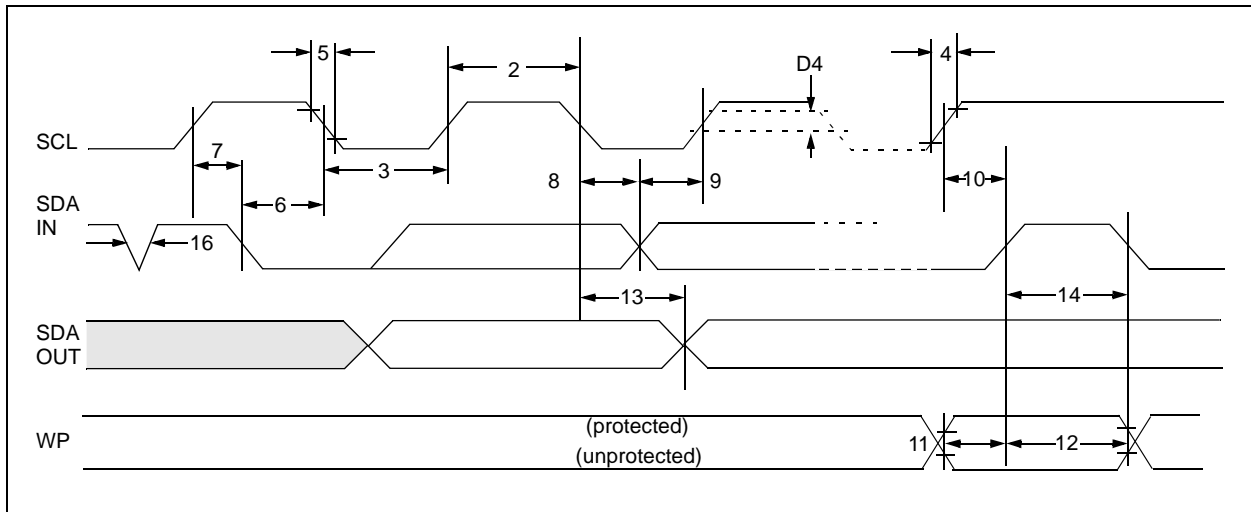 5
2
D4
4
SCL
7
3
8
9
10
SDA
IN
6
16
13
14
SDA
OUT
WP
(protected)
(unprotected)
11
12